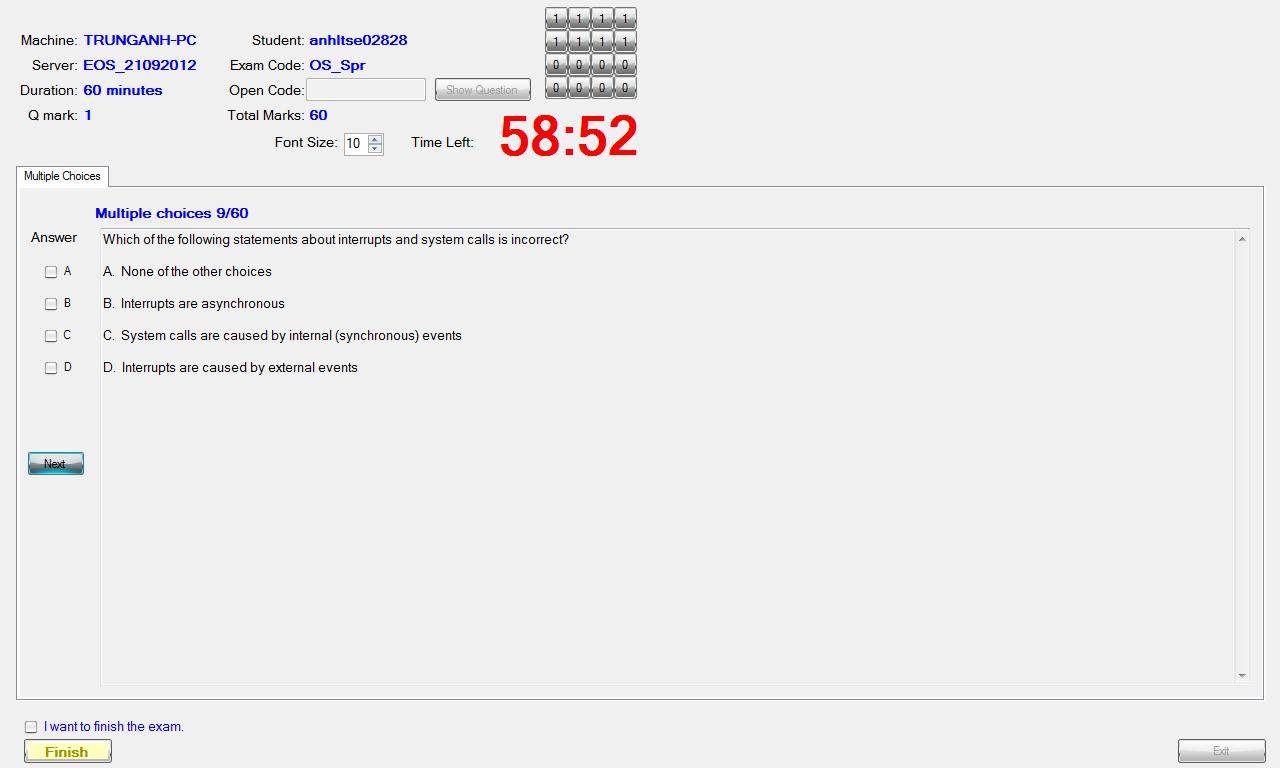 1 1 1 1
Machine: TRUNGANH-PC Student: anhltse02828 1 1 1 1
Server: EOS_21092012 Exam Code: OS_Spr 0 0 0 0
Duration: 60 minutes Open Code: Show Question 0 0 0 0
Q mark: 1 Total Marks: 60
Font Size: 10 Time Left: 58:52
Multiple Choices
Multiple choices 9/60
Answer Which of the following statements about interrupts and system calls is incorrect?
A A. None of the other choices
B B. Interrupts are asynchronous
C C. System calls are caused by internal (synchronous) events
D D. Interrupts are caused by external events
Next
I want to finish the exam.
Finish Exit